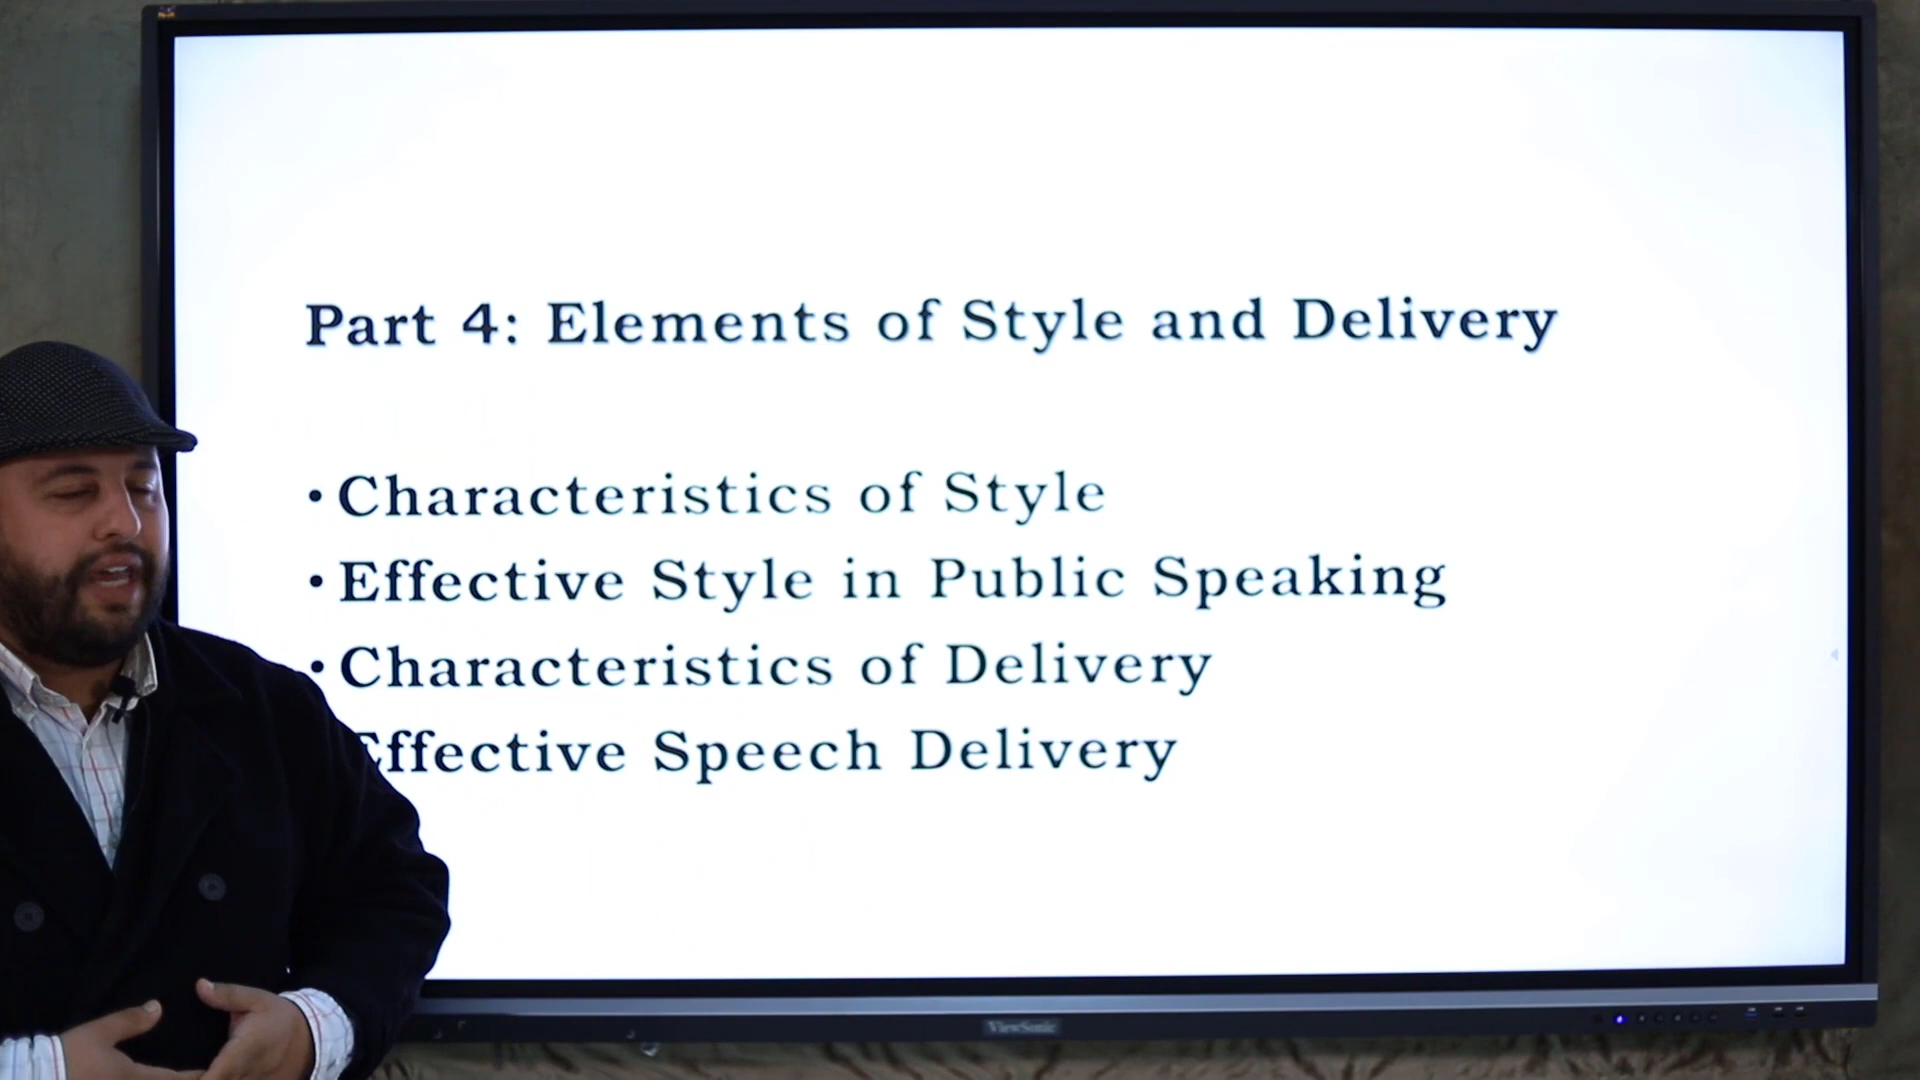 Part 4: Elements of Style and Delivery
• Characteristics of Style
• Effective Style in Public Speaking
• Characteristics of Delivery
Effective Speech Delivery
ViewSonic